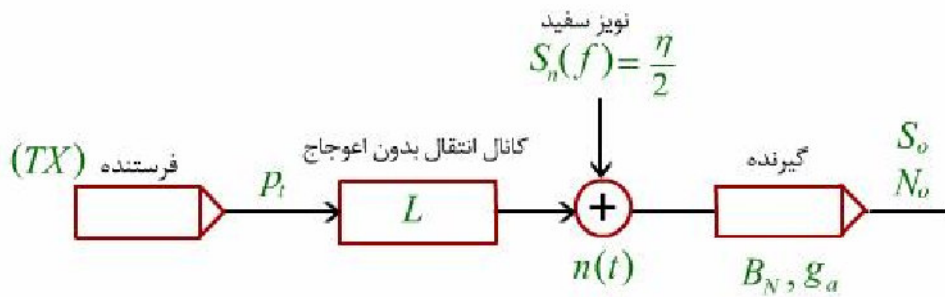 نویز سفید
S_n(f) = η/2
(TX) فرستنده
کانال انتقال بدون اعوجاج
گیرنده
S_o
N_o
P_t
L
+
n(t)
B_N , g_a